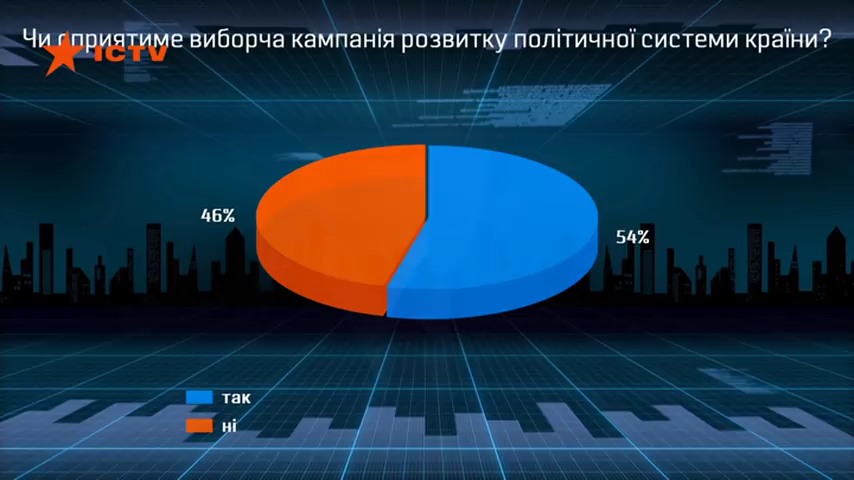 Чи сприятиме виборча кампанія розвитку політичної системи країни?
ICTV
46%
54%
так
ні